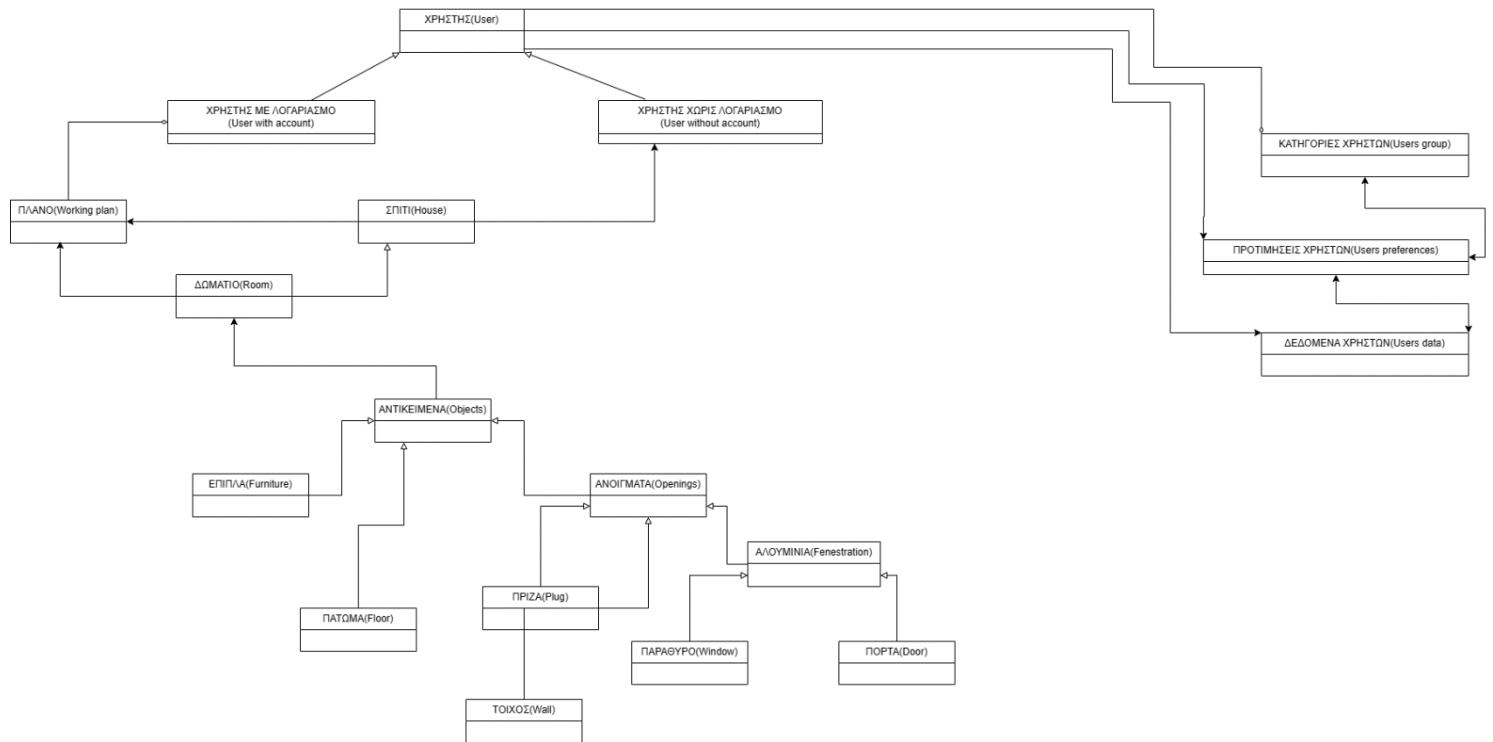 ΧΡΗΣΤΗΣ(User)
ΧΡΗΣΤΗΣ ΜΕ ΛΟΓΑΡΙΑΣΜΟ
(User with account)
ΧΡΗΣΤΗΣ ΧΩΡΙΣ ΛΟΓΑΡΙΑΣΜΟ
(User without account)
ΚΑΤΗΓΟΡΙΕΣ ΧΡΗΣΤΩΝ(Users group)
ΠΛΑΝΟ(Working plan)
ΣΠΙΤΙ(House)
ΠΡΟΤΙΜΗΣΕΙΣ ΧΡΗΣΤΩΝ(Users preferences)
ΔΩΜΑΤΙΟ(Room)
ΔΕΔΟΜΕΝΑ ΧΡΗΣΤΩΝ(Users data)
ΑΝΤΙΚΕΙΜΕΝΑ(Objects)
ΕΠΙΠΛΑ(Furniture)
ΑΝΟΙΓΜΑΤΑ(Openings)
ΑΛΟΥΜΙΝΙΑ(Fenestration)
ΠΡΙΖΑ(Plug)
ΠΑΤΩΜΑ(Floor)
ΠΑΡΑΘΥΡΟ(Window)
ΠΟΡΤΑ(Door)
ΤΟΙΧΟΣ(Wall)